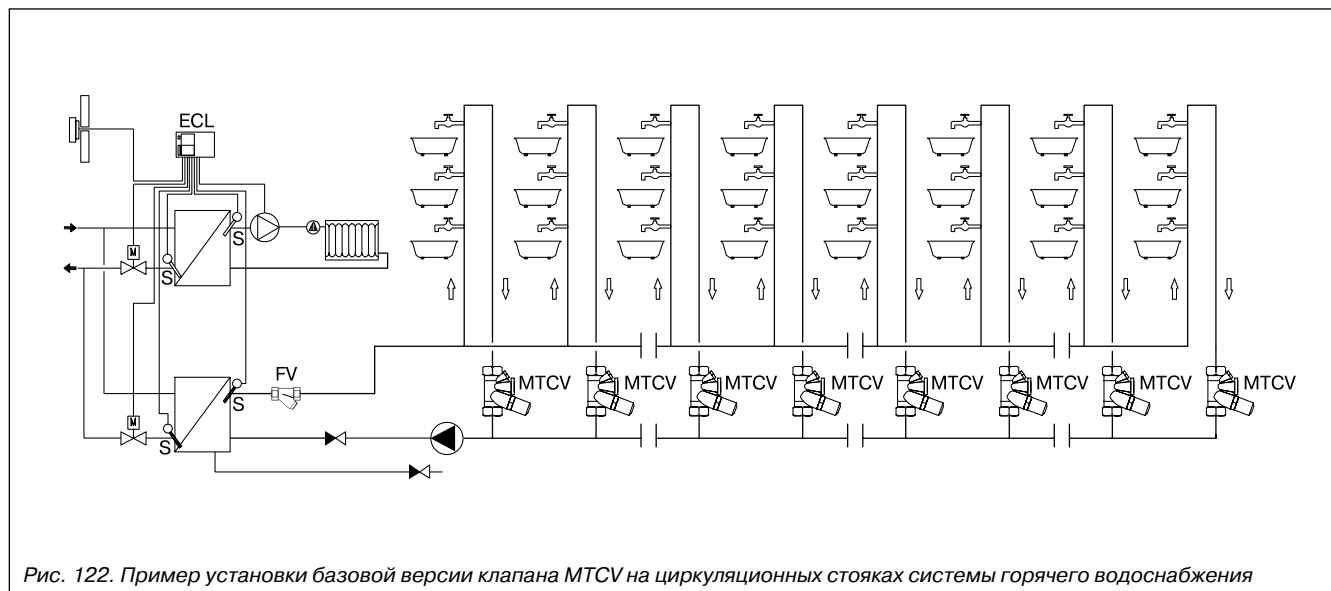 ECL
S
M
S
FV
S
M
S
MTCV MTCV MTCV MTCV MTCV MTCV MTCV MTCV
Рис. 122. Пример установки базовой версии клапана MTCV на циркуляционных стояках системы горячего водоснабжения